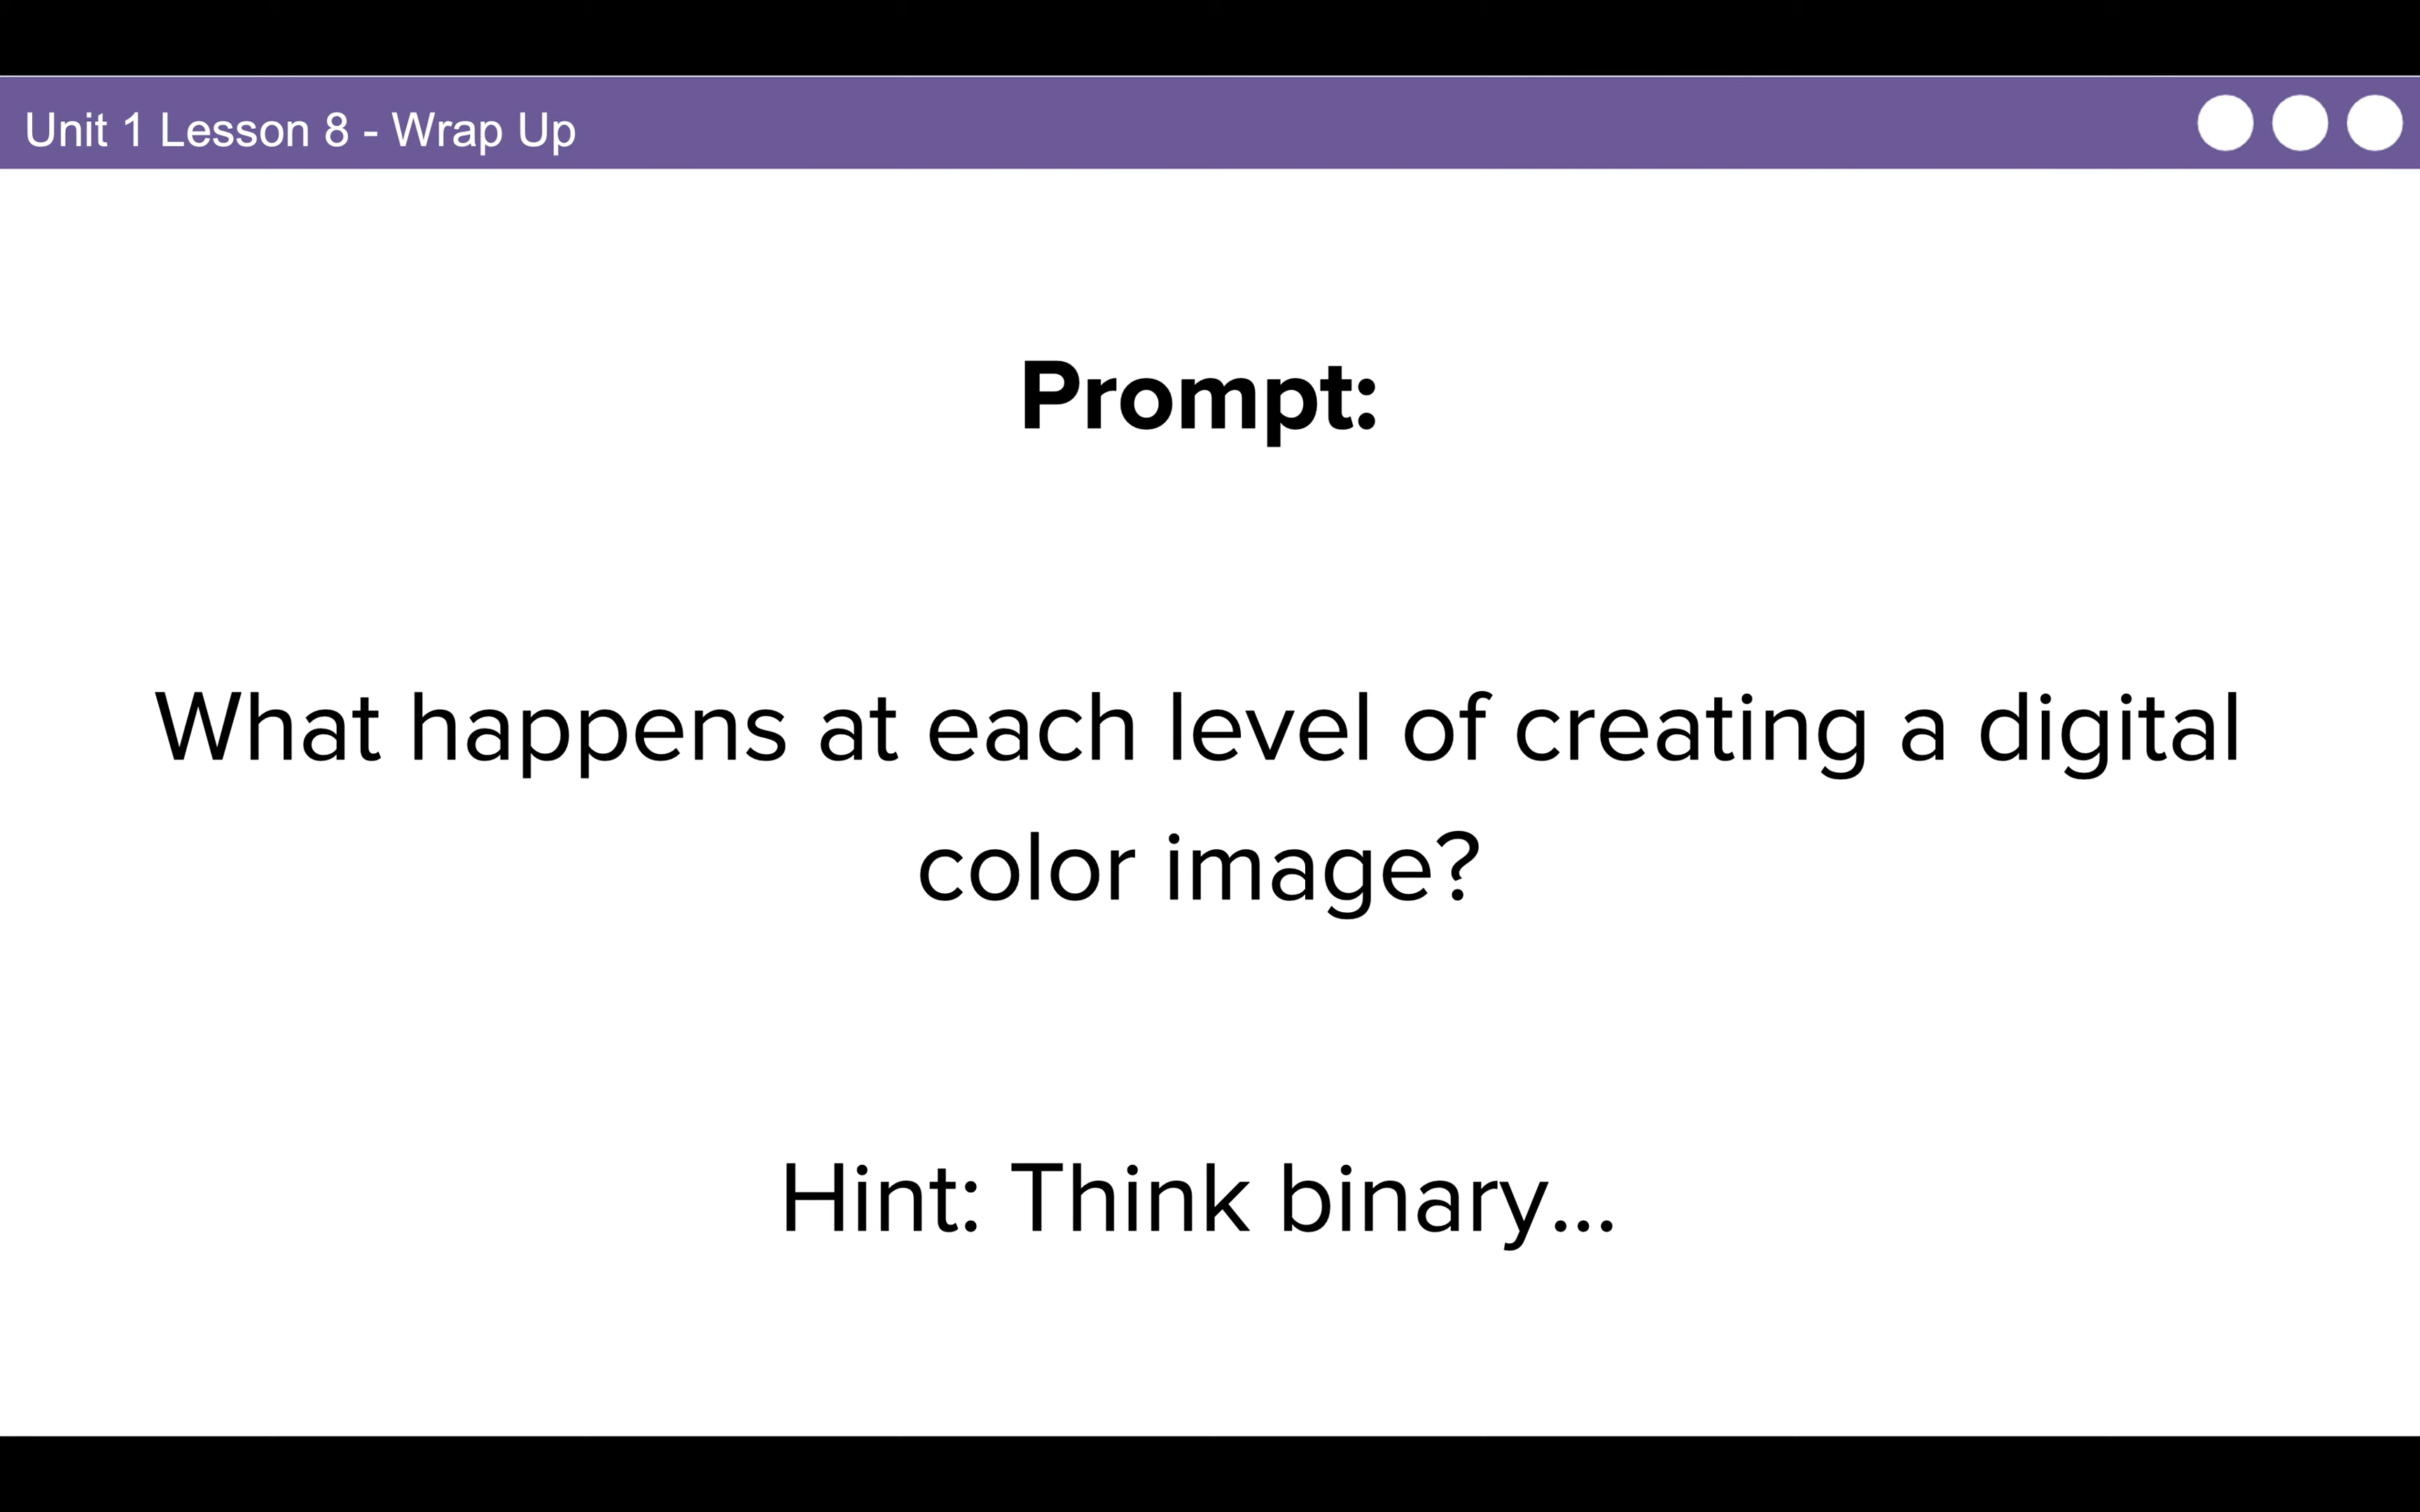 Unit 1 Lesson 8 - Wrap Up
Prompt:
What happens at each level of creating a digital
color image?
Hint: Think binary...